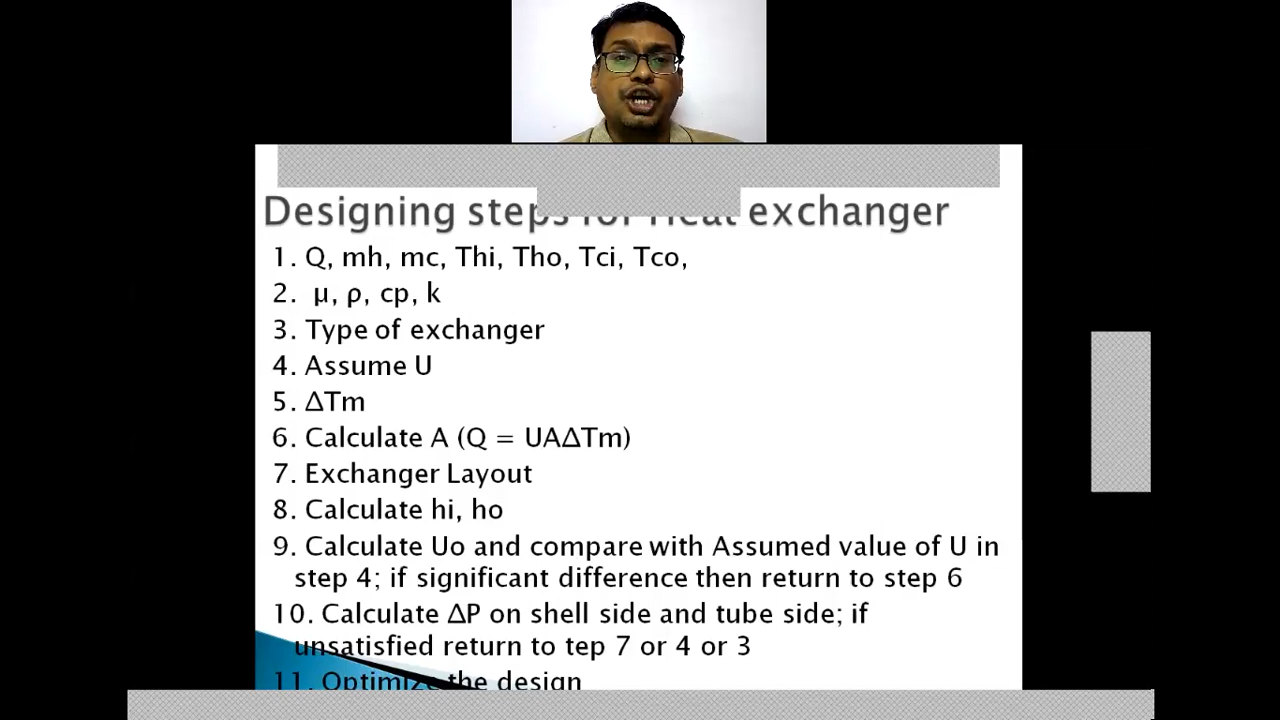 Designing steps for Heat exchanger
1. Q, mh, mc, Thi, Tho, Tci, Tco,
2. μ, ρ, cp, k
3. Type of exchanger
4. Assume U
5. ΔTm
6. Calculate A (Q = UAΔTm)
7. Exchanger Layout
8. Calculate hi, ho
9. Calculate Uo and compare with Assumed value of U in
step 4; if significant difference then return to step 6
10. Calculate ΔP on shell side and tube side; if
unsatisfied return to tep 7 or 4 or 3
11. Optimize the design